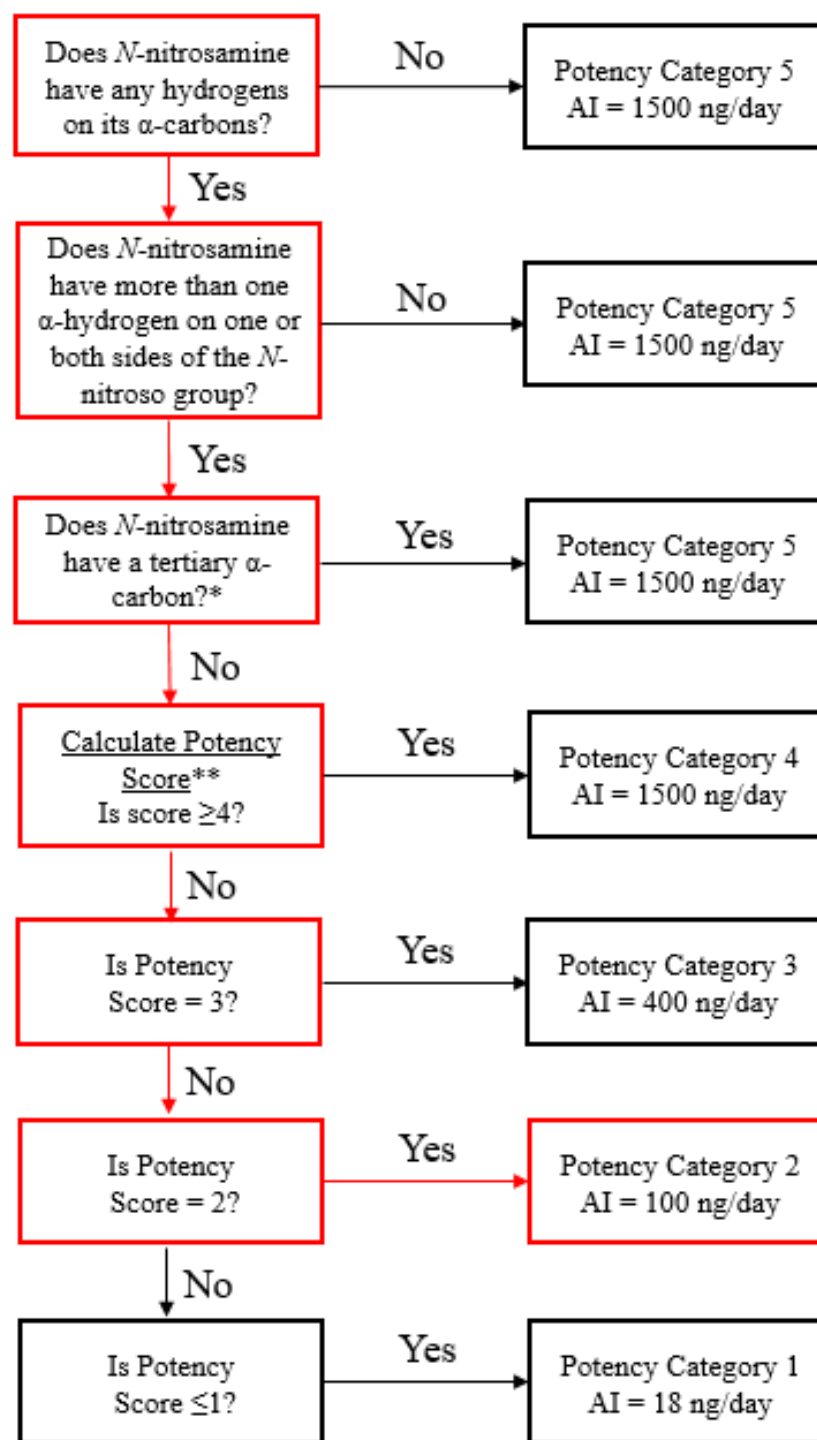 Does N-nitrosamine
have any hydrogens
on its α-carbons?
No
Potency Category 5
AI = 1500 ng/day
Yes
Does N-nitrosamine
have more than one
α-hydrogen on one or
both sides of the N-
nitroso group?
No
Potency Category 5
AI = 1500 ng/day
Yes
Does N-nitrosamine
have a tertiary α-
carbon?*
Yes
Potency Category 5
AI = 1500 ng/day
No
Calculate Potency
Score**
Is score ≥4?
Yes
Potency Category 4
AI = 1500 ng/day
No
Is Potency
Score = 3?
Yes
Potency Category 3
AI = 400 ng/day
No
Is Potency
Score = 2?
Yes
Potency Category 2
AI = 100 ng/day
No
Is Potency
Score ≤1?
Yes
Potency Category 1
AI = 18 ng/day